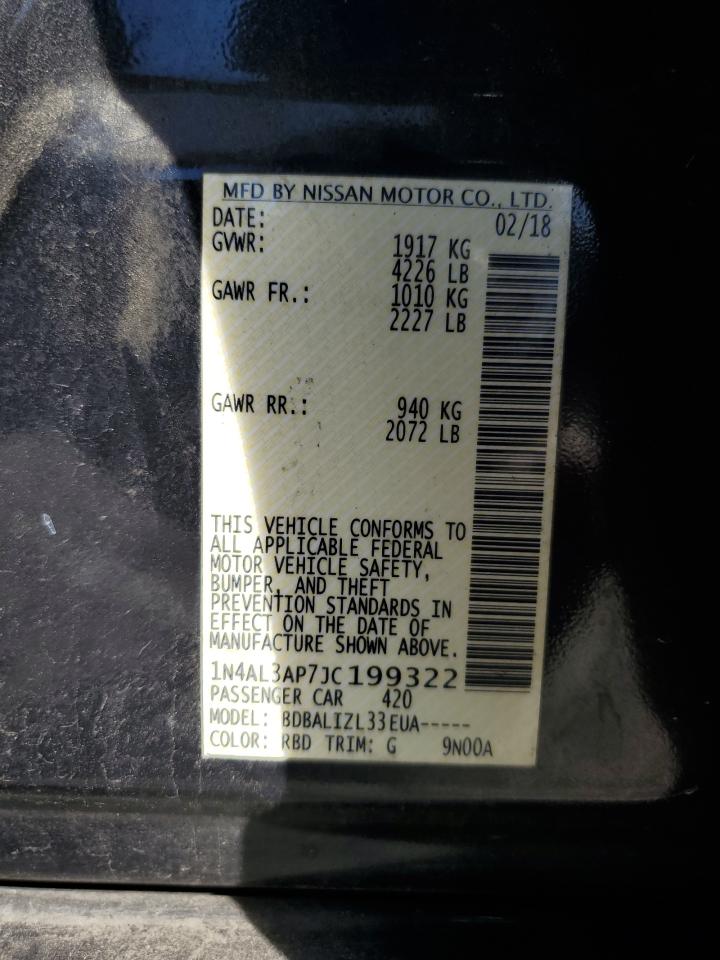 MFD BY NISSAN MOTOR CO., LTD.
DATE: 02/18
GVWR: 1917 KG
4226 LB
GAWR FR.: 1010 KG
2227 LB
GAWR RR.: 940 KG
2072 LB
THIS VEHICLE CONFORMS TO
ALL APPLICABLE FEDERAL
MOTOR VEHICLE SAFETY,
BUMPER, AND THEFT
PREVENTION STANDARDS IN
EFFECT ON THE DATE OF
MANUFACTURE SHOWN ABOVE.
1N4AL3AP7JC199322
PASSENGER CAR 420
MODEL: BDBALIZL33EUA-----
COLOR: RBD TRIM: G 9N00A